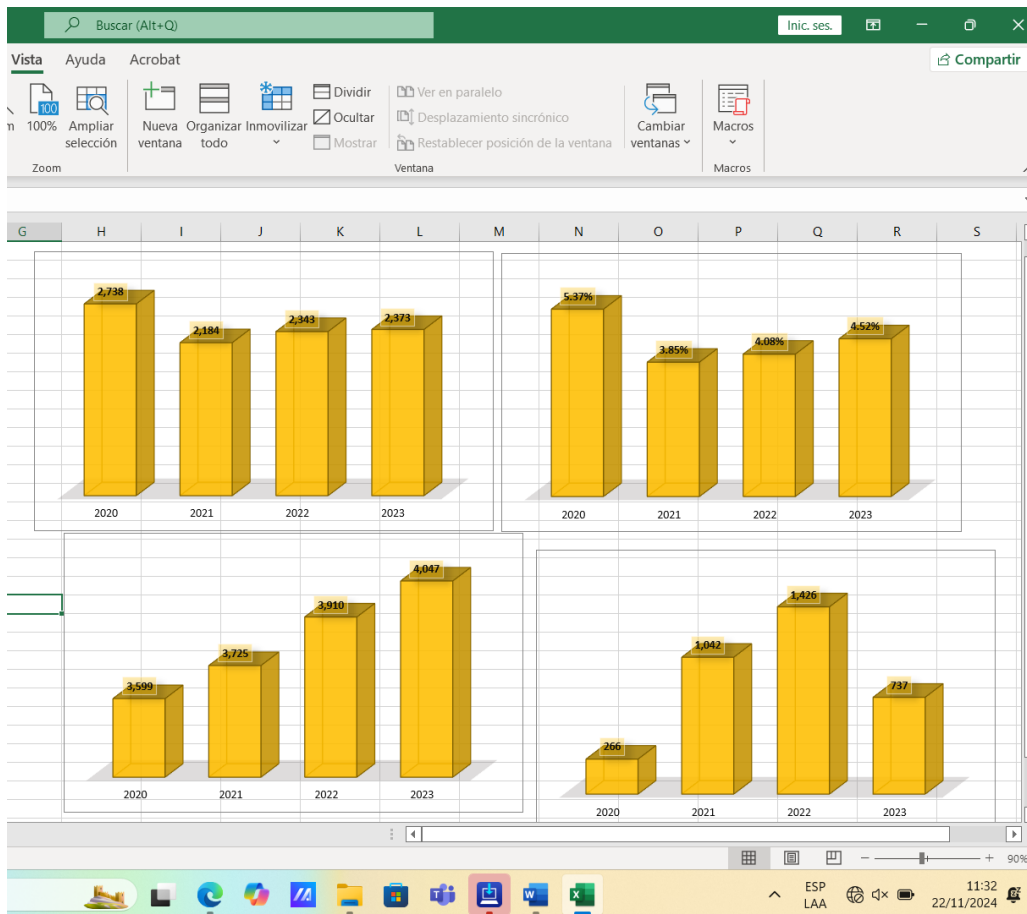 Buscar (Alt+Q)
Inic. ses.
Vista Ayuda Acrobat
Compartir
100
100%
Ampliar selección
Zoom
Nueva ventana
Organizar todo
Inmovilizar
Dividir
Ocultar
Mostrar
Ver en paralelo
Desplazamiento sincrónico
Restablecer posición de la ventana
Cambiar ventanas
Ventana
Macros
Macros
G H I J K L M N O P Q R S
2,738 2,184 2,343 2,373
2020 2021 2022 2023
5.37% 3.85% 4.08% 4.52%
2020 2021 2022 2023
3,599 3,725 3,910 4,047
2020 2021 2022 2023
266 1,042 1,426 737
2020 2021 2022 2023
90%
ESP
LAA
11:32
22/11/2024